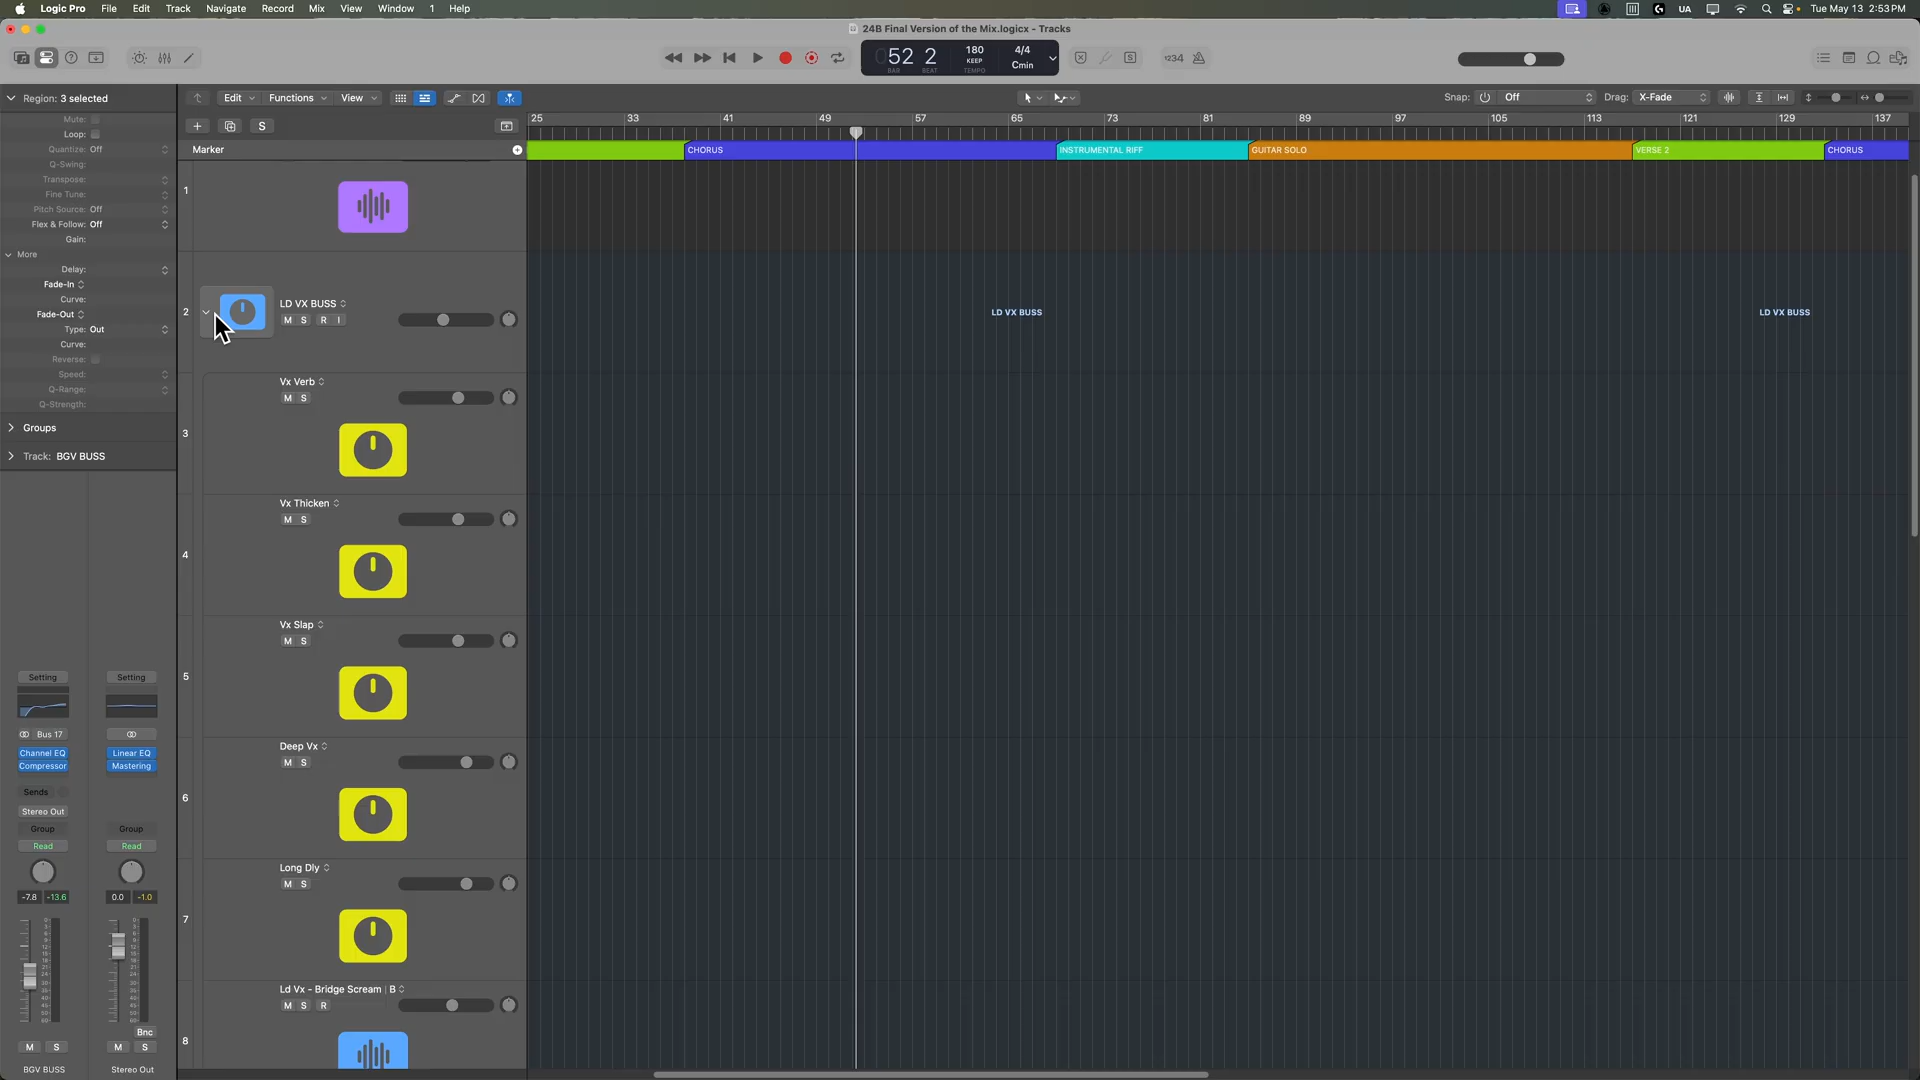 Logic Pro File Edit Track Navigate Record Mix View Window 1 Help
UA Tue May 13 2:53 PM
24B Final Version of the Mix.logicx - Tracks
052 2 180 4/4
KEEP Cmin
BAR BEAT TEMPO
1234
Region: 3 selected
Edit Functions View
Snap: Off Drag: X-Fade
Mute:
Loop:
Quantize: Off
Q-Swing:
Transpose:
Fine Tune:
Pitch Source: Off
Flex & Follow: Off
Gain:
More
Delay:
Fade-In
Curve:
Fade-Out
Type: Out
Curve:
Reverse:
Speed:
Q-Range:
Q-Strength:
Groups
Track: BGV BUSS
S
25 33 41 49 57 65 73 81 89 97 105 113 121 129 137
Marker
CHORUS INSTRUMENTAL RIFF GUITAR SOLO VERSE 2 CHORUS
1
2 LD VX BUSS
M S R I
LD VX BUSS LD VX BUSS
Vx Verb
M S
3
Vx Thicken
M S
4
Vx Slap
M S
5
Deep Vx
M S
6
Long Dly
M S
7
Ld Vx - Bridge Scream | B
M S R
8
Setting Setting
Bus 17
Channel EQ Linear EQ
Compressor Mastering
Sends
Stereo Out
Group Group
Read Read
-7.8 -13.6 0.0 -1.0
Bnc
M S M S
BGV BUSS Stereo Out